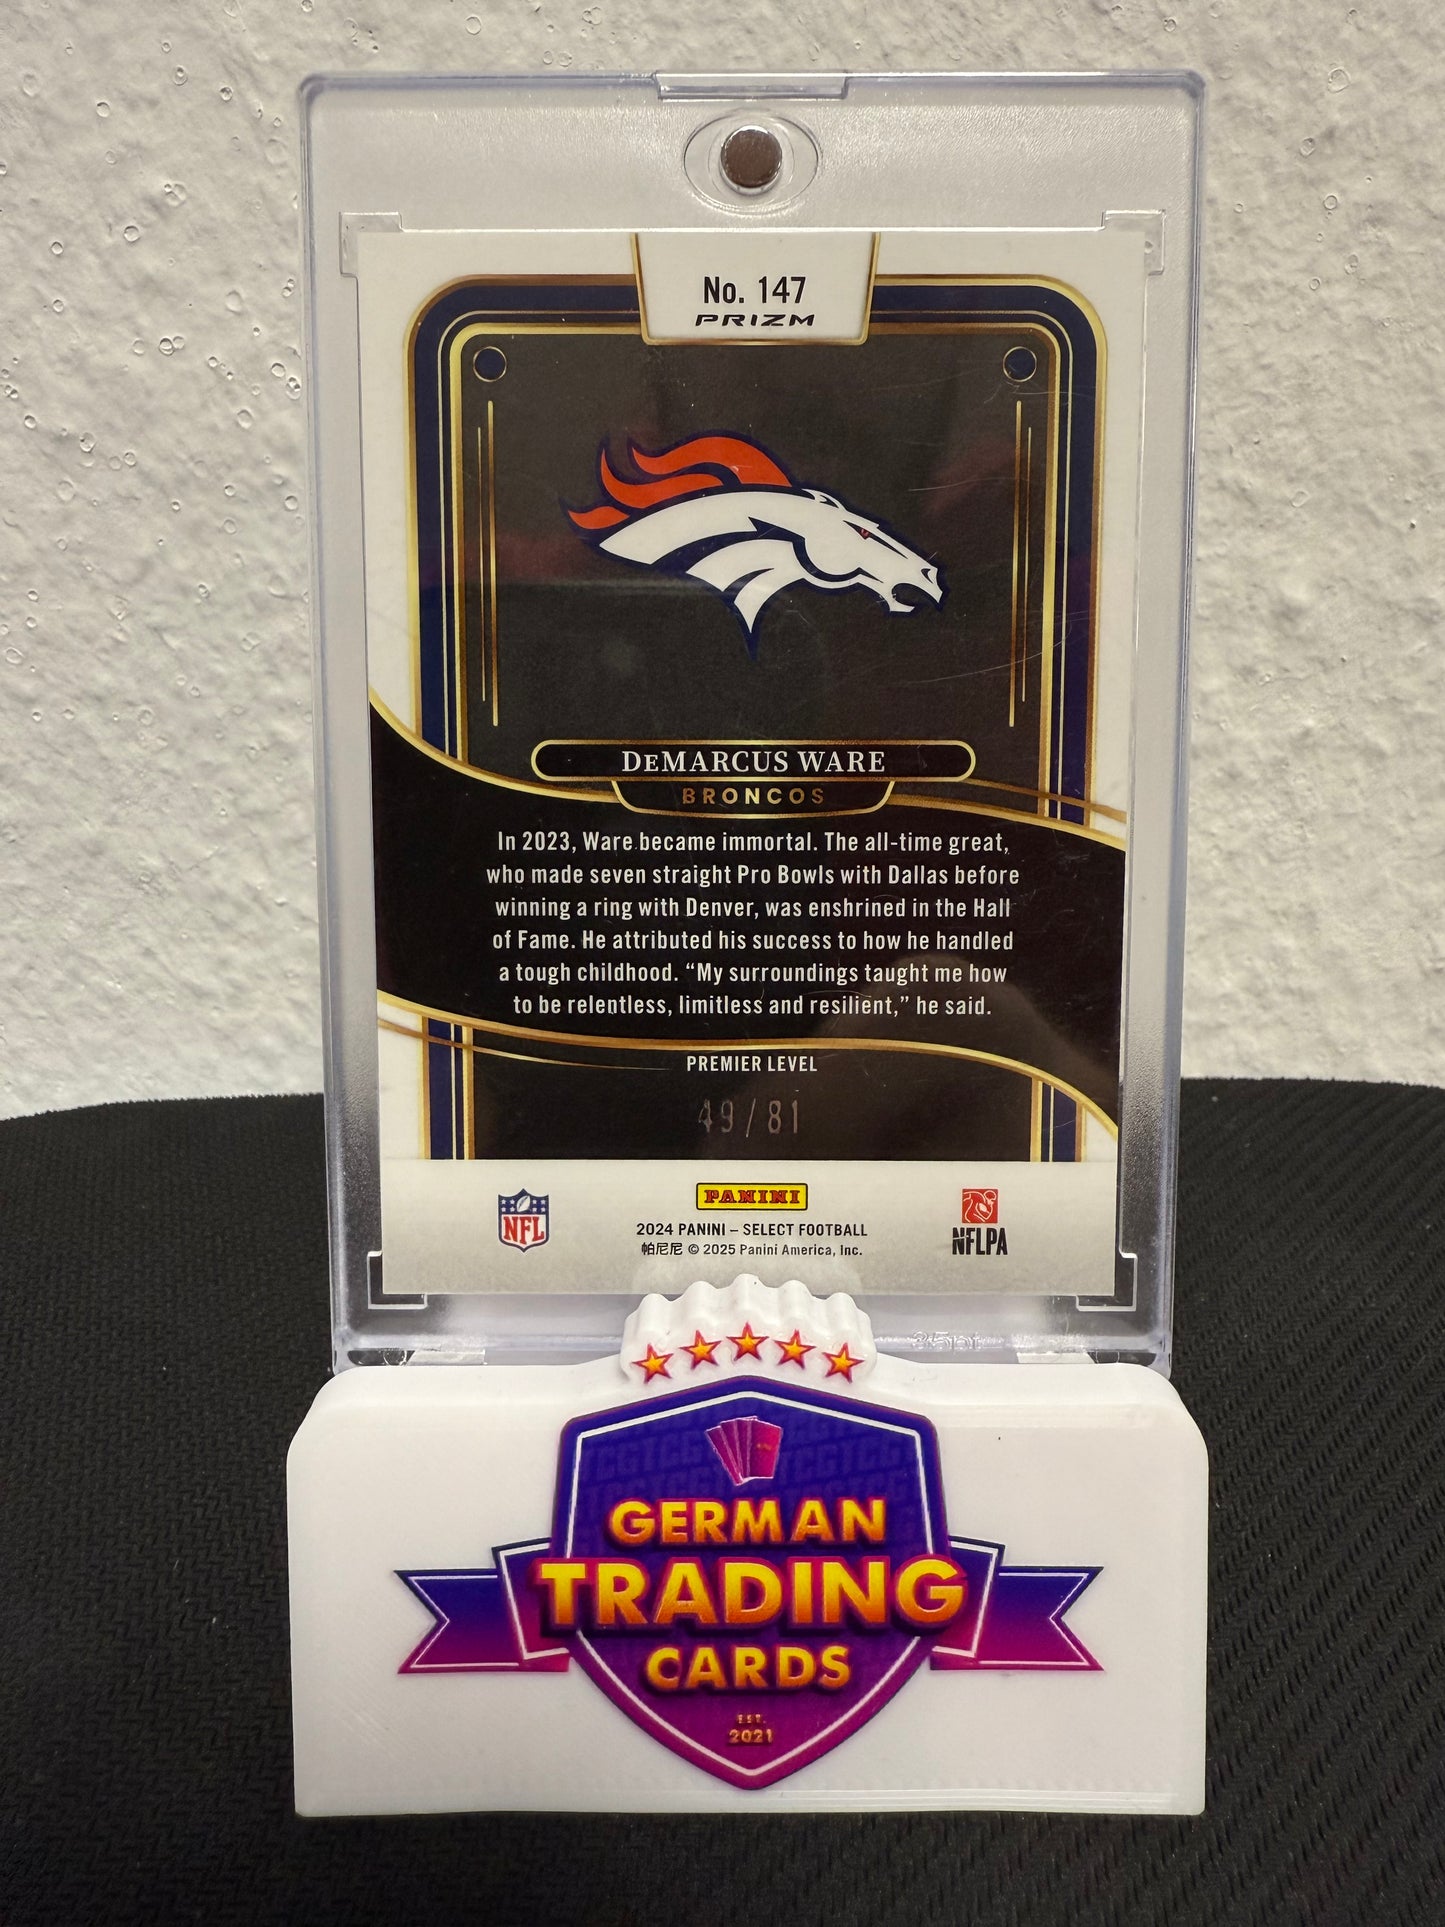 No. 147
PRIZM
DeMARCUS WARE
BRONCOS
In 2023, Ware became immortal. The all-time great,
who made seven straight Pro Bowls with Dallas before
winning a ring with Denver, was enshrined in the Hall
of Fame. He attributed his success to how he handled
a tough childhood. “My surroundings taught me how
to be relentless, limitless and resilient,” he said.
PREMIER LEVEL
49/81
NFL
PANINI
2024 PANINI – SELECT FOOTBALL
帕尼尼 © 2025 Panini America, Inc.
NFLPA
35pt
GERMAN
TRADING
CARDS
EST.
2021